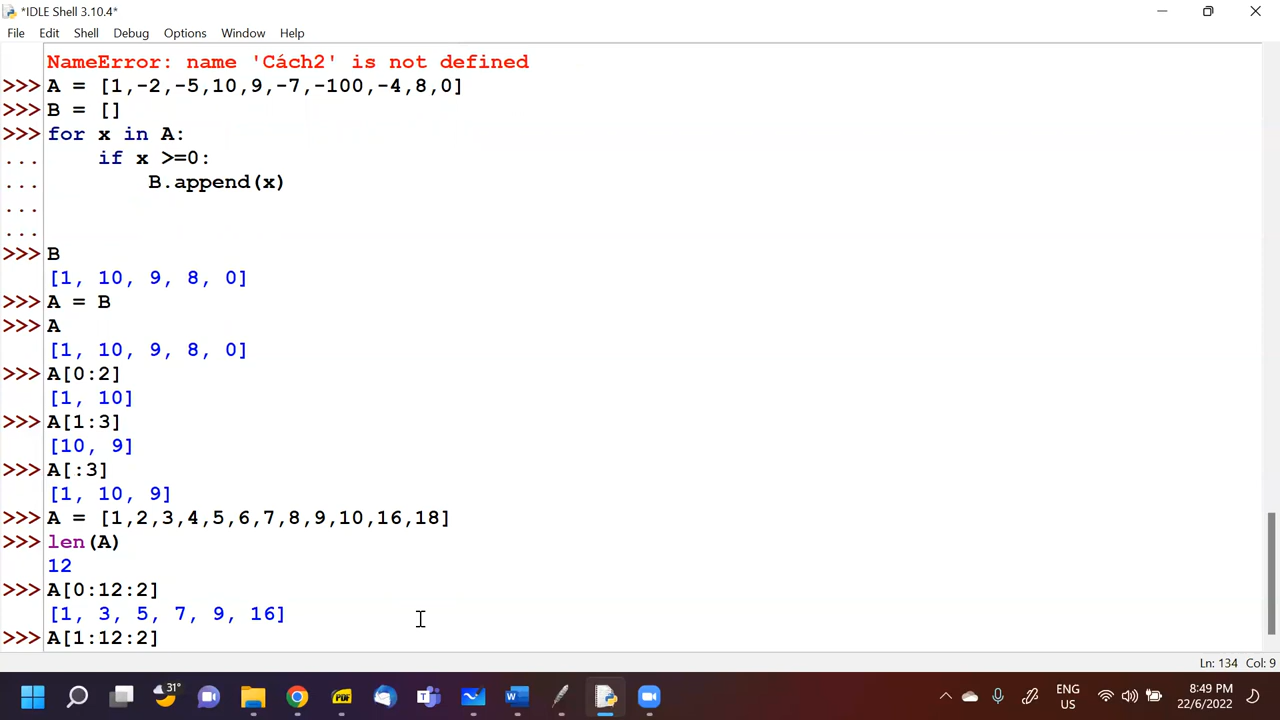 *IDLE Shell 3.10.4*
File Edit Shell Debug Options Window Help
NameError: name 'Cách2' is not defined
>>> A = [1,-2,-5,10,9,-7,-100,-4,8,0]
>>> B = []
>>> for x in A:
...     if x >=0:
...         B.append(x)
...
...
>>> B
[1, 10, 9, 8, 0]
>>> A = B
>>> A
[1, 10, 9, 8, 0]
>>> A[0:2]
[1, 10]
>>> A[1:3]
[10, 9]
>>> A[:3]
[1, 10, 9]
>>> A = [1,2,3,4,5,6,7,8,9,10,16,18]
>>> len(A)
12
>>> A[0:12:2]
[1, 3, 5, 7, 9, 16]
>>> A[1:12:2]
Ln: 134 Col: 9
31°
PDF
ENG
US
8:49 PM
22/6/2022